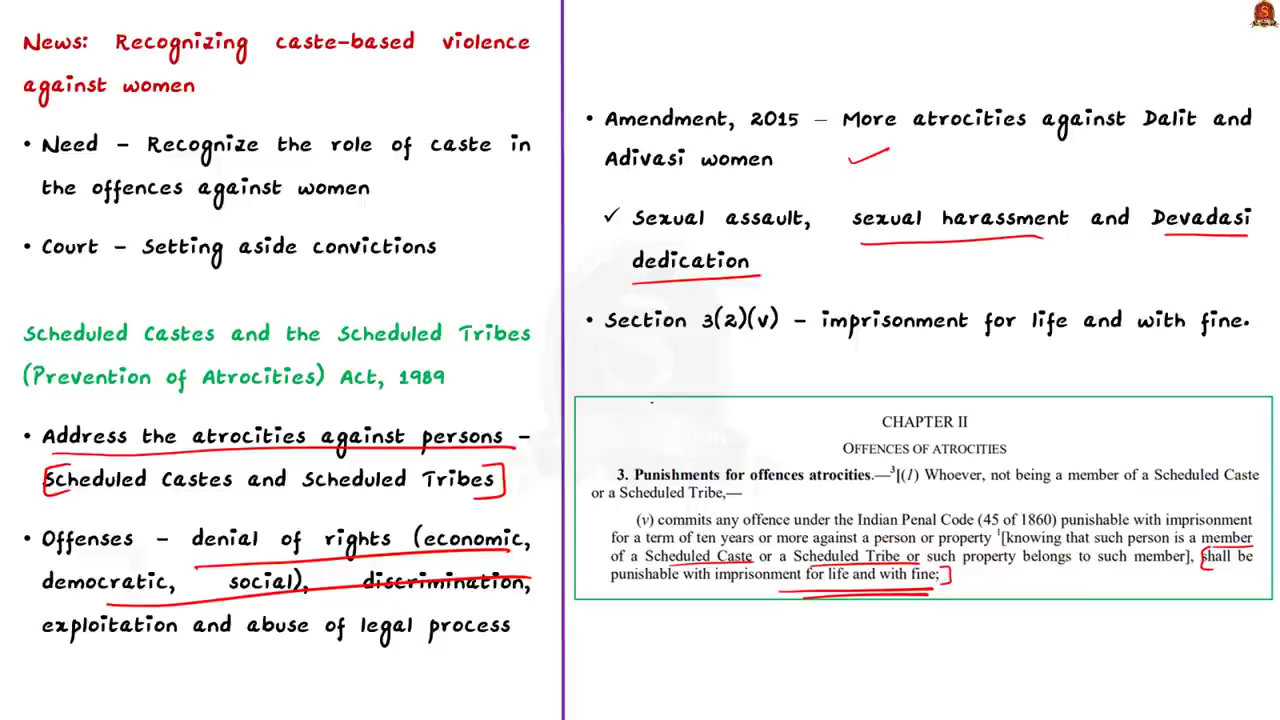 News: Recognizing caste-based violence
against women
• Need - Recognize the role of caste in
the offences against women
• Court - Setting aside convictions
Scheduled Castes and the Scheduled Tribes
(Prevention of Atrocities) Act, 1989
• Address the atrocities against persons -
Scheduled Castes and Scheduled Tribes
• Offenses - denial of rights (economic,
democratic, social), discrimination,
exploitation and abuse of legal process
• Amendment, 2015 – More atrocities against Dalit and
Adivasi women
✓ Sexual assault, sexual harassment and Devadasi
dedication
• Section 3(2)(v) - imprisonment for life and with fine.
CHAPTER II
OFFENCES OF ATROCITIES
3. Punishments for offences atrocities.—3[(1) Whoever, not being a member of a Scheduled Caste
or a Scheduled Tribe,—
(v) commits any offence under the Indian Penal Code (45 of 1860) punishable with imprisonment
for a term of ten years or more against a person or property 1[knowing that such person is a member
of a Scheduled Caste or a Scheduled Tribe or such property belongs to such member], shall be
punishable with imprisonment for life and with fine;